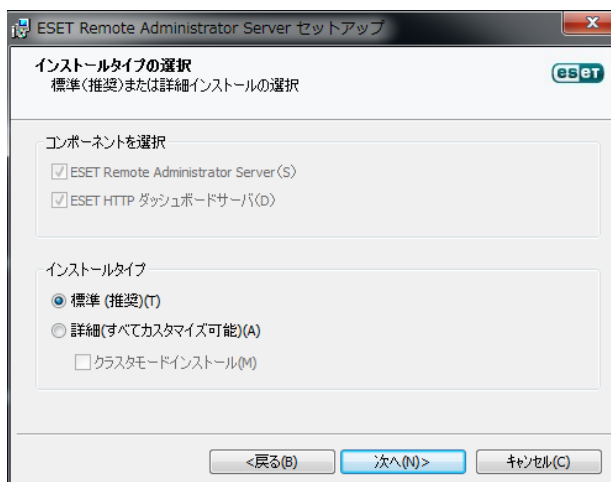 ESET Remote Administrator Server セットアップ
インストールタイプの選択
標準(推奨)または詳細インストールの選択
eset
コンポーネントを選択
ESET Remote Administrator Server(S)
ESET HTTP ダッシュボードサーバ(D)
インストールタイプ
標準 (推奨)(T)
詳細(すべてカスタマイズ可能)(A)
クラスタモードインストール(M)
<戻る(B)
次へ(N)>
キャンセル(C)